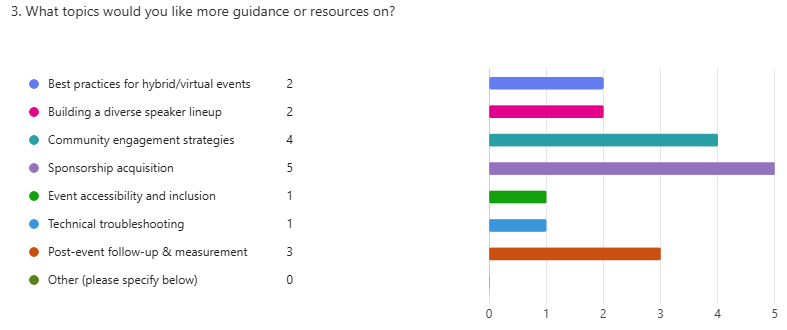 3. What topics would you like more guidance or resources on?
Best practices for hybrid/virtual events 2
Building a diverse speaker lineup 2
Community engagement strategies 4
Sponsorship acquisition 5
Event accessibility and inclusion 1
Technical troubleshooting 1
Post-event follow-up & measurement 3
Other (please specify below) 0
0 1 2 3 4 5